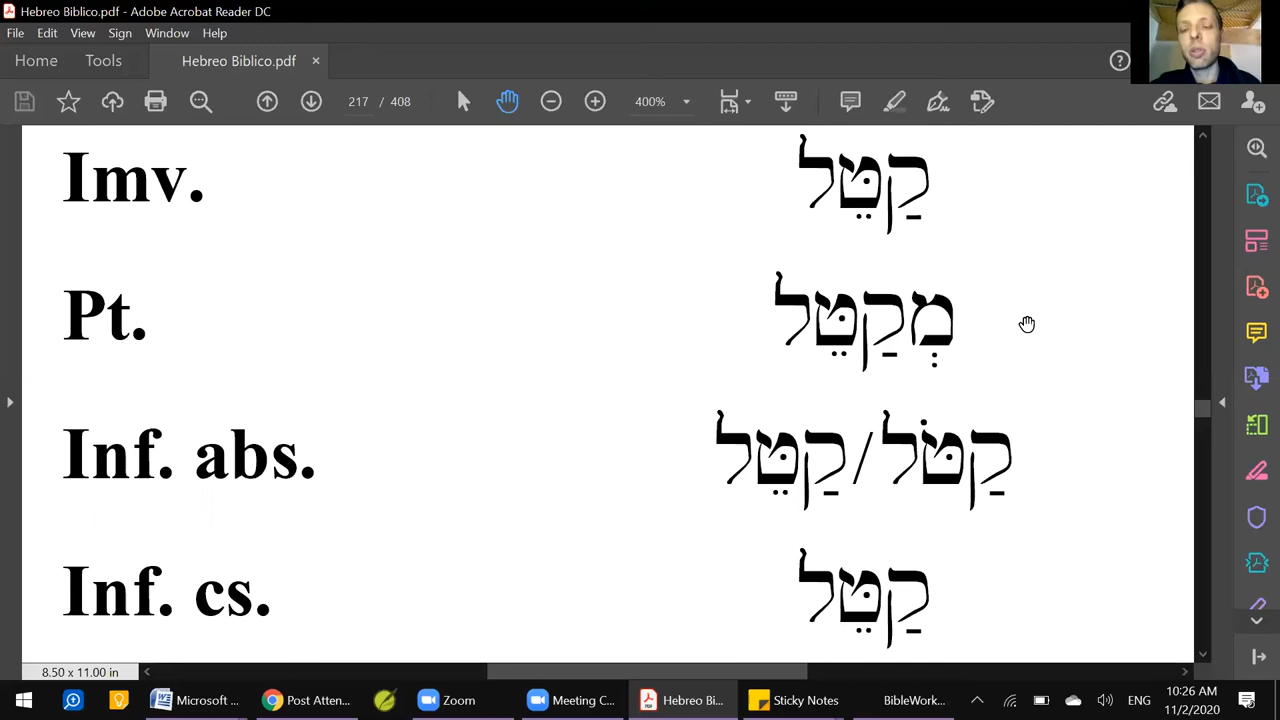 Hebreo Biblico.pdf - Adobe Acrobat Reader DC
File Edit View Sign Window Help
Home Tools Hebreo Biblico.pdf ×
217 / 408 400%
Imv. קַטֵּל
Pt. מְקַטֵּל
Inf. abs. קַטֹּל/קַטֵּל
Inf. cs. קַטֵּל
8.50 x 11.00 in
Microsoft ... Post Atten... Zoom Meeting C... Hebreo Bi... Sticky Notes BibleWork... ENG 10:26 AM
11/2/2020